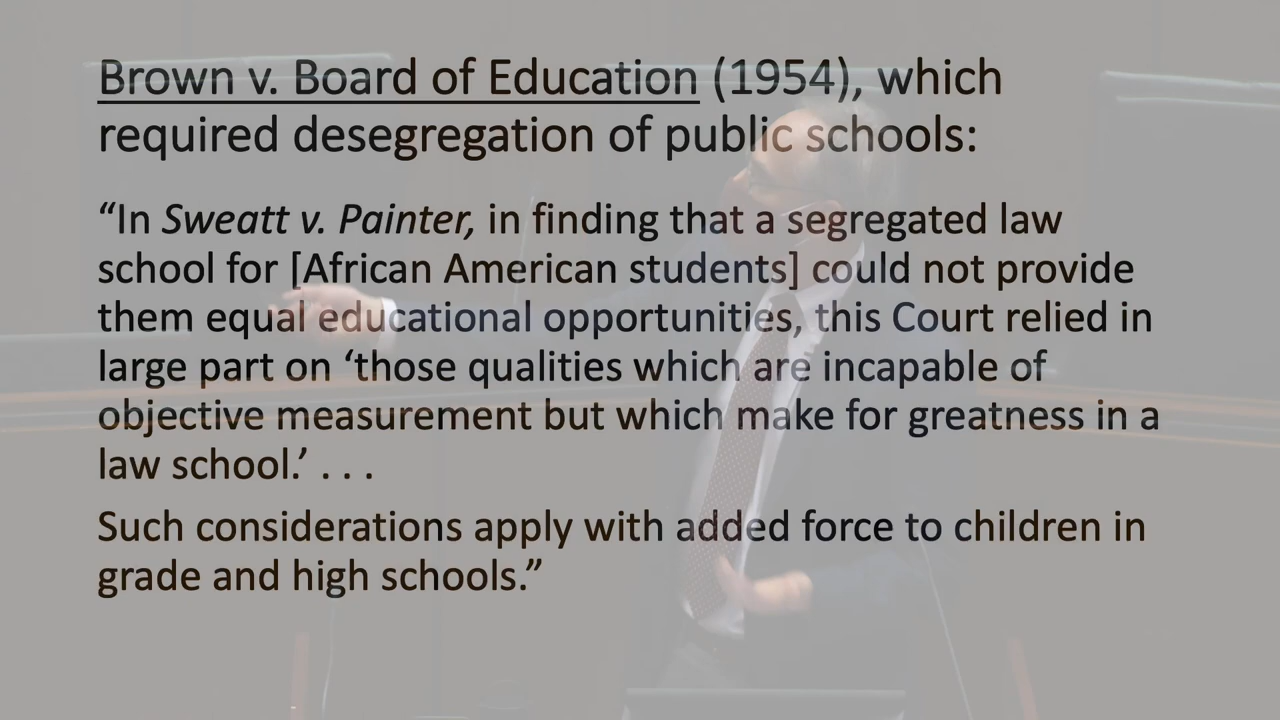 Brown v. Board of Education (1954), which
required desegregation of public schools:
“In Sweatt v. Painter, in finding that a segregated law
school for [African American students] could not provide
them equal educational opportunities, this Court relied in
large part on ‘those qualities which are incapable of
objective measurement but which make for greatness in a
law school.’ . . .
Such considerations apply with added force to children in
grade and high schools.”